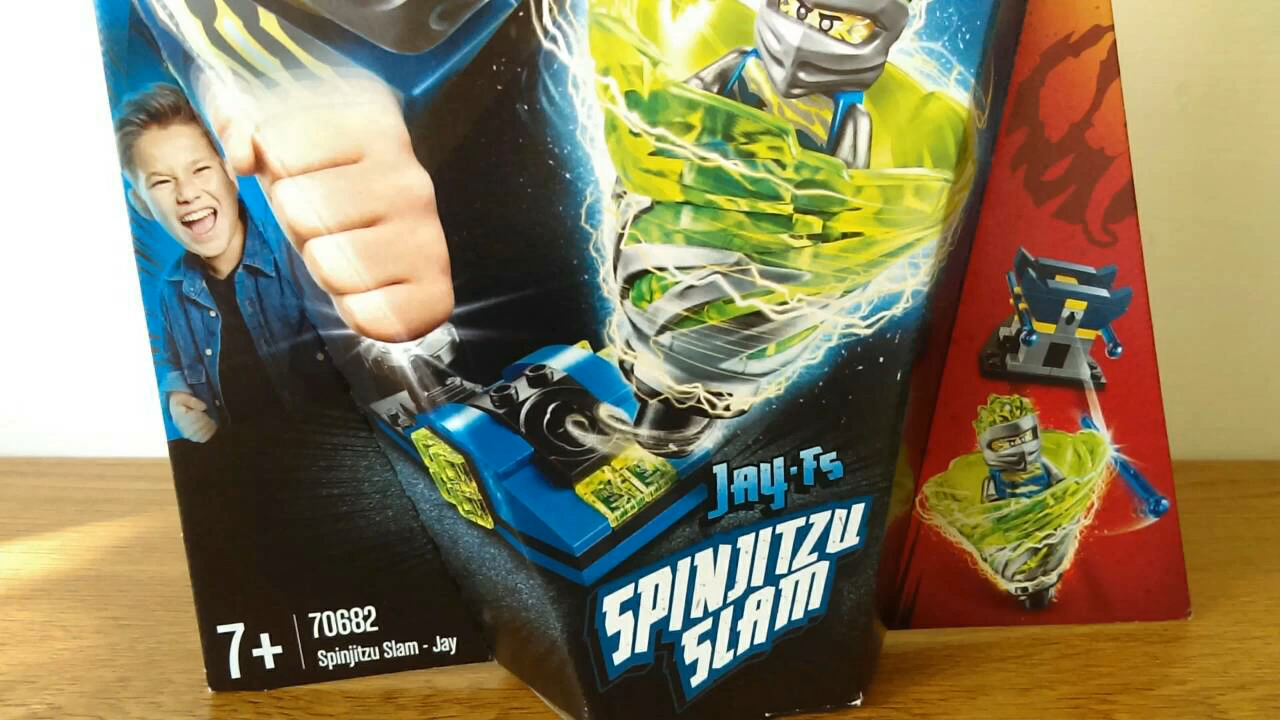 JAY·FS
SPINJITZU
SLAM
7+
70682
Spinjitzu Slam - Jay